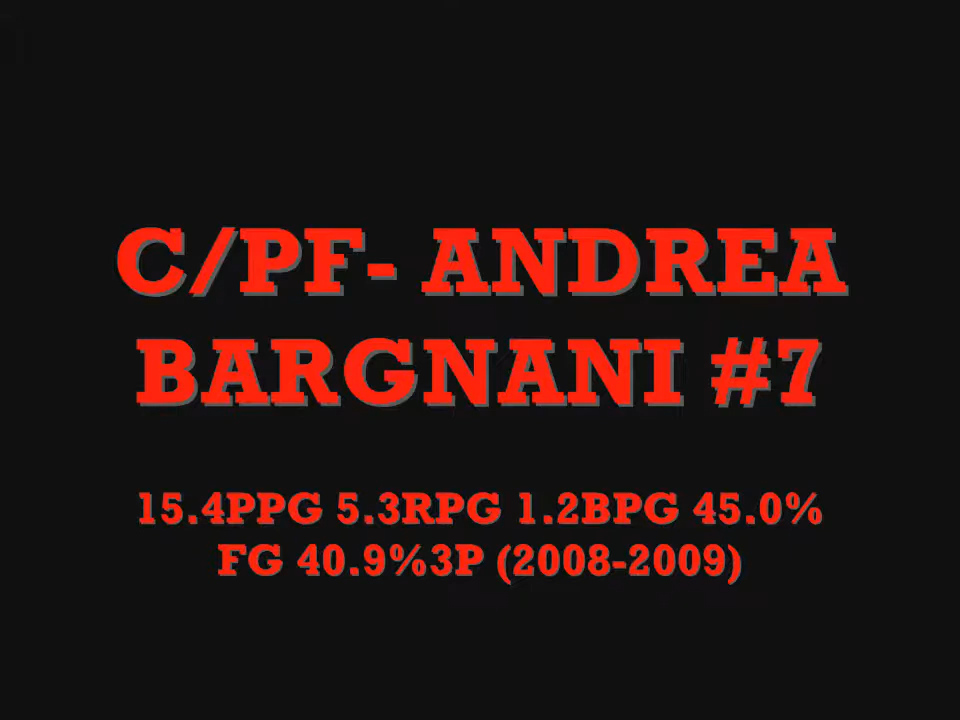 C/PF- ANDREA
BARGNANI #7
15.4PPG 5.3RPG 1.2BPG 45.0%
FG 40.9%3P (2008-2009)